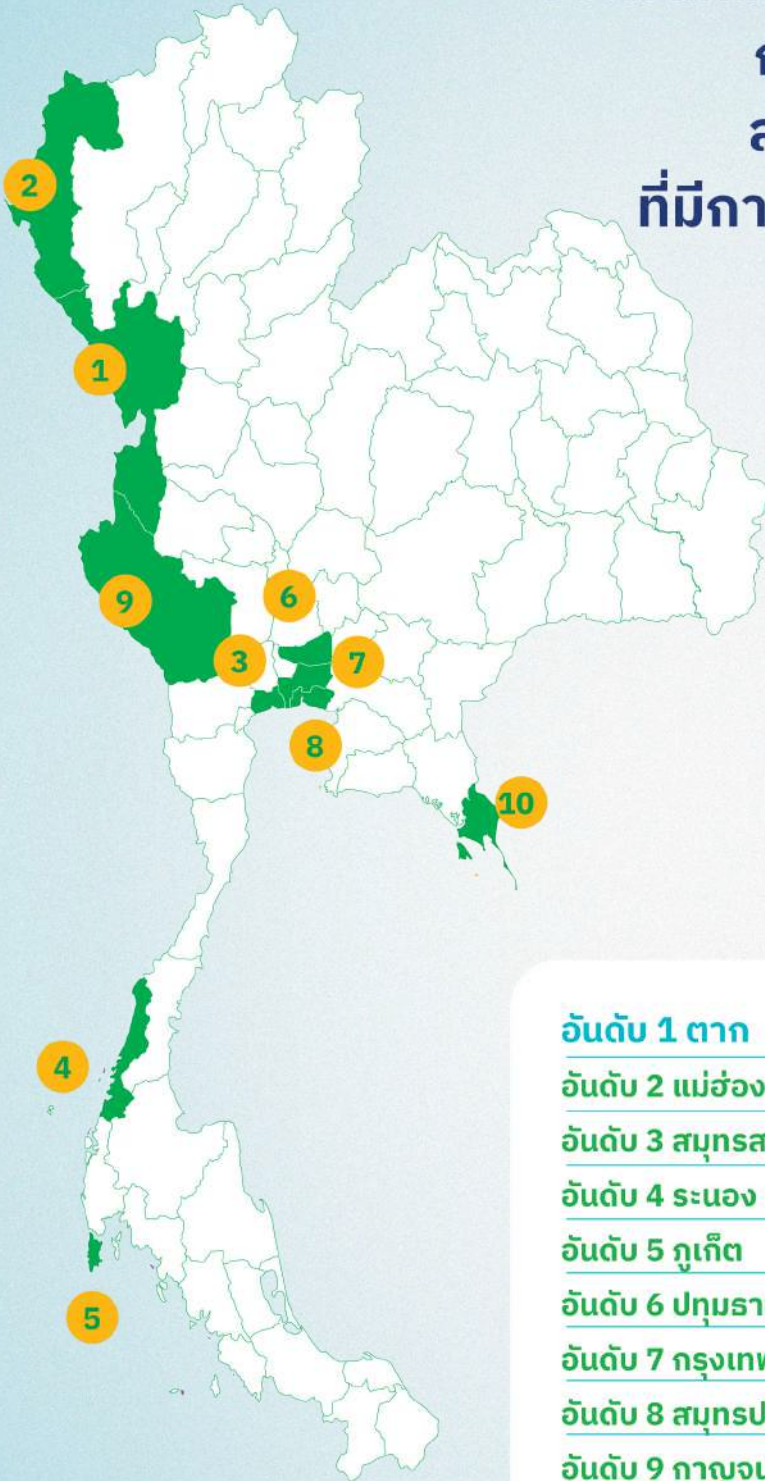 ที่มีกา
2
1
9
6
3
7
8
10
4
5
อันดับ 1 ตาก
อันดับ 2 แม่ฮ่อง
อันดับ 3 สมุทรส
อันดับ 4 ระนอง
อันดับ 5 ภูเก็ต
อันดับ 6 ปทุมธา
อันดับ 7 กรุงเทพ
อันดับ 8 สมุทรป
อันดับ 9 กาญจน